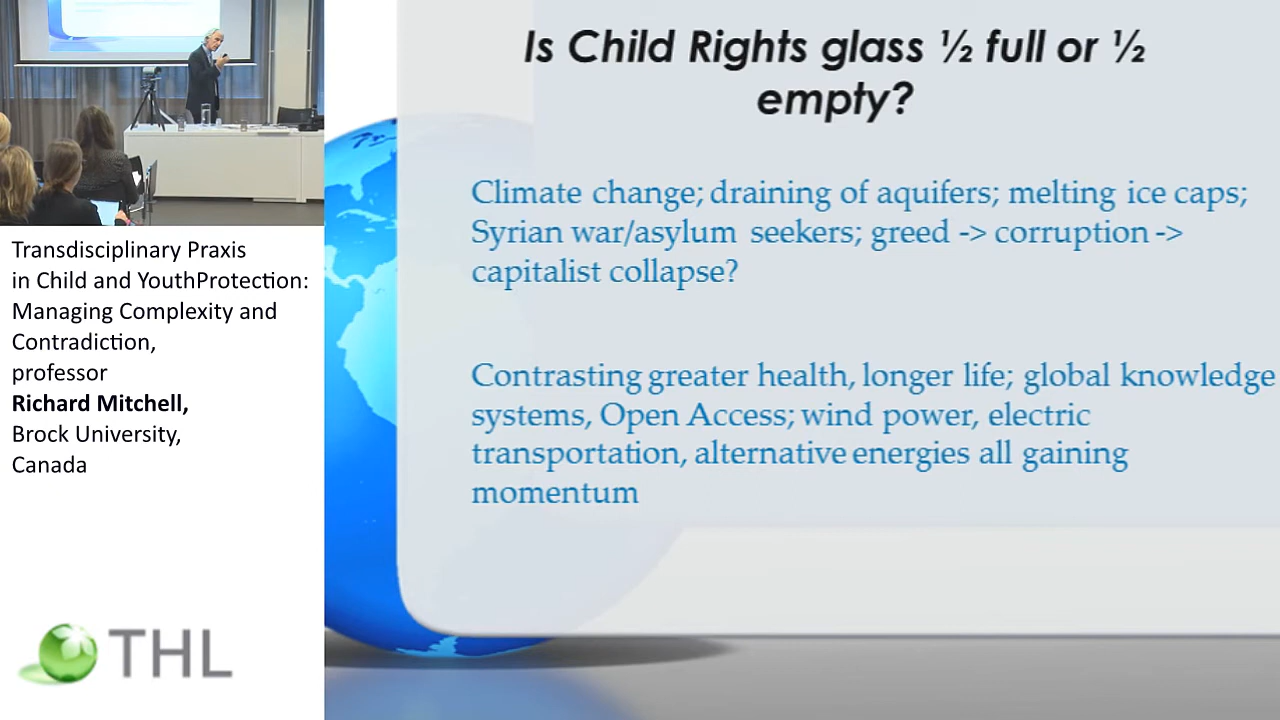 Transdisciplinary Praxis
in Child and YouthProtection:
Managing Complexity and
Contradiction,
professor
Richard Mitchell,
Brock University,
Canada
THL
Is Child Rights glass ½ full or ½
empty?
Climate change; draining of aquifers; melting ice caps;
Syrian war/asylum seekers; greed -> corruption ->
capitalist collapse?
Contrasting greater health, longer life; global knowledge
systems, Open Access; wind power, electric
transportation, alternative energies all gaining
momentum